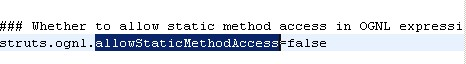 ### Whether to allow static method access in OGNL expressi
struts.ognl.allowStaticMethodAccess=false